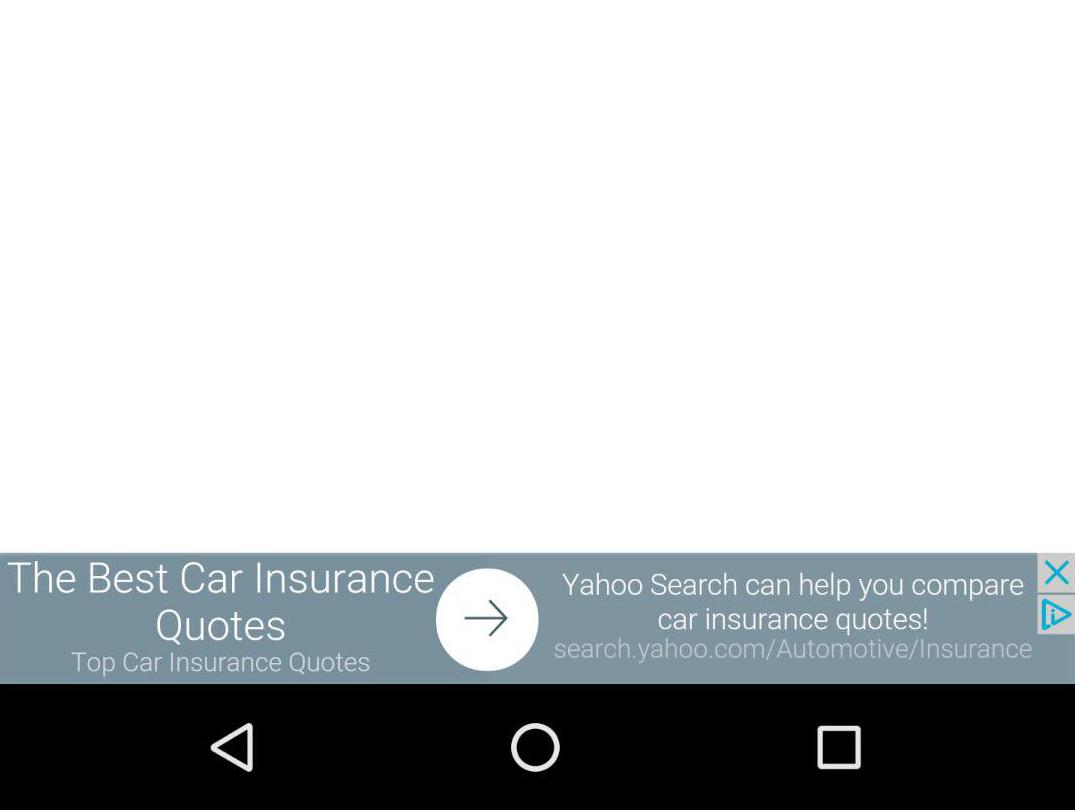 The Best Car Insurance
Quotes
Top Car Insurance Quotes
Yahoo Search can help you compare
car insurance quotes!
search.yahoo.com/Automotive/Insurance